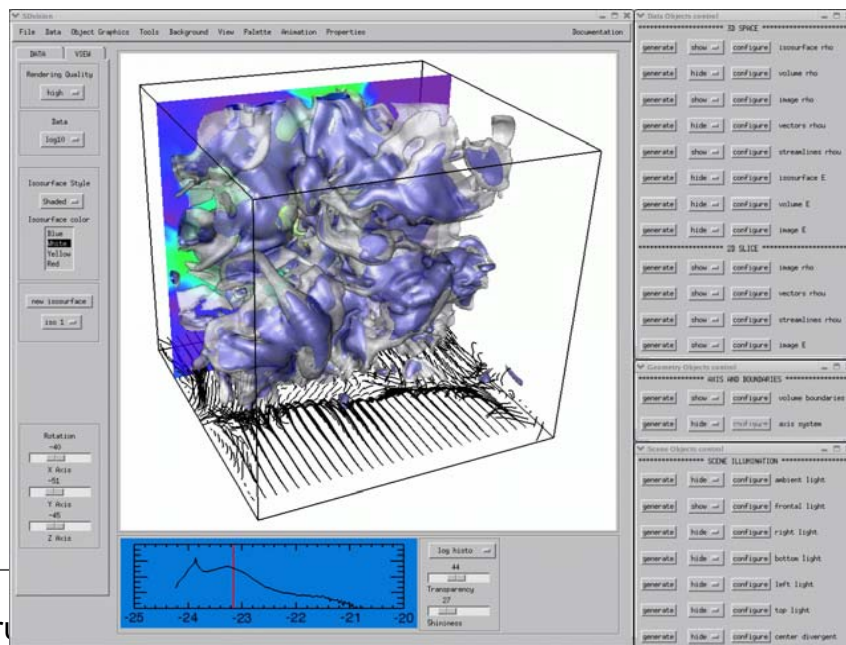 SDvision
File Data Object Graphics Tools Background View Palette Animation Properties Documentation
DATA VIEW
Rendering Quality
high
Data
log10
Isosurface Style
Shaded
Isosurface color
Blue
White
Yellow
Red
new isosurface
iso 1
Rotation
-40
X Axis
-51
Y Axis
-45
Z Axis
-25 -24 -23 -22 -21 -20
log histo
44
Transparency
27
Shininess
Data Objects control
3D SPACE
generate show configure isosurface rho
generate hide configure volume rho
generate show configure image rho
generate hide configure vectors rhou
generate show configure streamlines rhou
generate hide configure isosurface E
generate hide configure volume E
generate hide configure image E
2D SLICE
generate show configure image rho
generate show configure vectors rhou
generate show configure streamlines rhou
generate show configure image E
Geometry Objects control
AXIS AND BOUNDARIES
generate show configure volume boundaries
generate hide configure axis system
Scene Objects control
SCENE ILLUMINATION
generate hide configure ambient light
generate show configure frontal light
generate hide configure right light
generate hide configure bottom light
generate hide configure left light
generate hide configure top light
generate hide configure center divergent